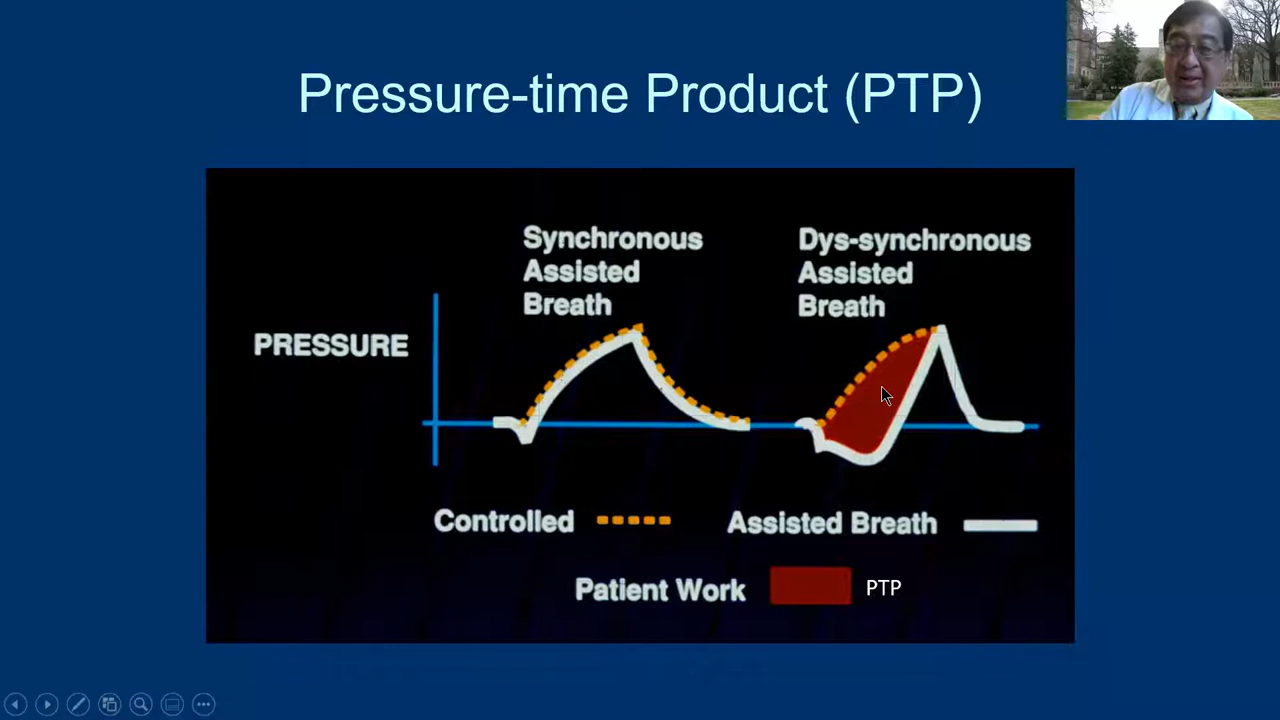 Pressure-time Product (PTP)
Synchronous
Assisted
Breath
Dys-synchronous
Assisted
Breath
PRESSURE
Controlled
Assisted Breath
Patient Work
PTP